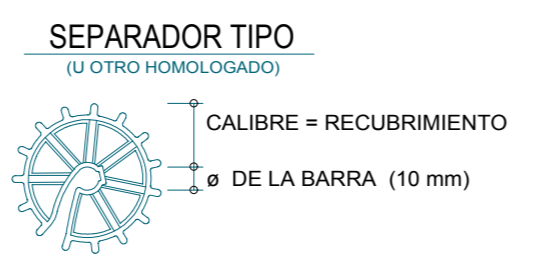 SEPARADOR TIPO
(U OTRO HOMOLOGADO)
CALIBRE = RECUBRIMIENTO
ø DE LA BARRA (10 mm)